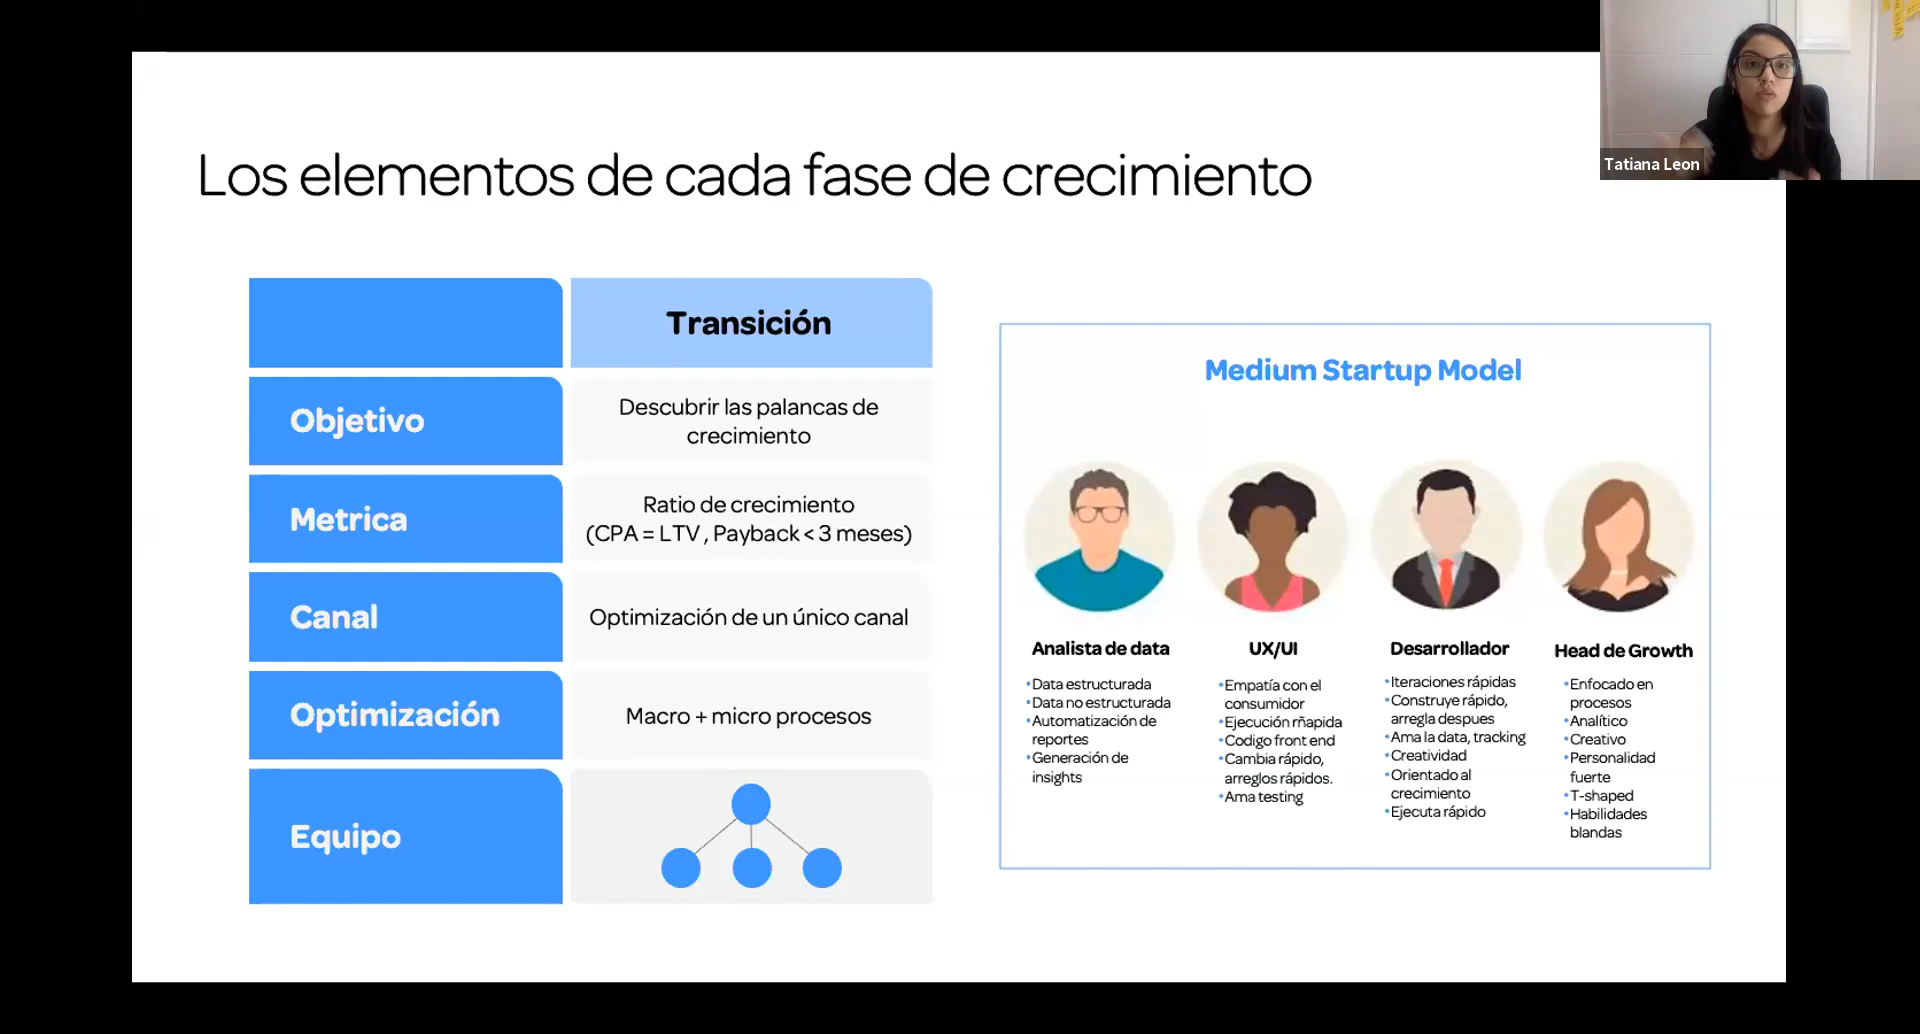 Tatiana Leon
Los elementos de cada fase de crecimiento
Transición
Objetivo
Descubrir las palancas de
crecimiento
Metrica
Ratio de crecimiento
(CPA = LTV , Payback < 3 meses)
Canal
Optimización de un único canal
Optimización
Macro + micro procesos
Equipo
Medium Startup Model
Analista de data
•Data estructurada
•Data no estructurada
•Automatización de
reportes
•Generación de
insights
UX/UI
•Empatía con el
consumidor
•Ejecución rñapida
•Codigo front end
•Cambia rápido,
arreglos rápidos.
•Ama testing
Desarrollador
•Iteraciones rápidas
•Construye rápido,
arregla despues
•Ama la data, tracking
•Creatividad
•Orientado al
crecimiento
•Ejecuta rápido
Head de Growth
•Enfocado en
procesos
•Analítico
•Creativo
•Personalidad
fuerte
•T-shaped
•Habilidades
blandas